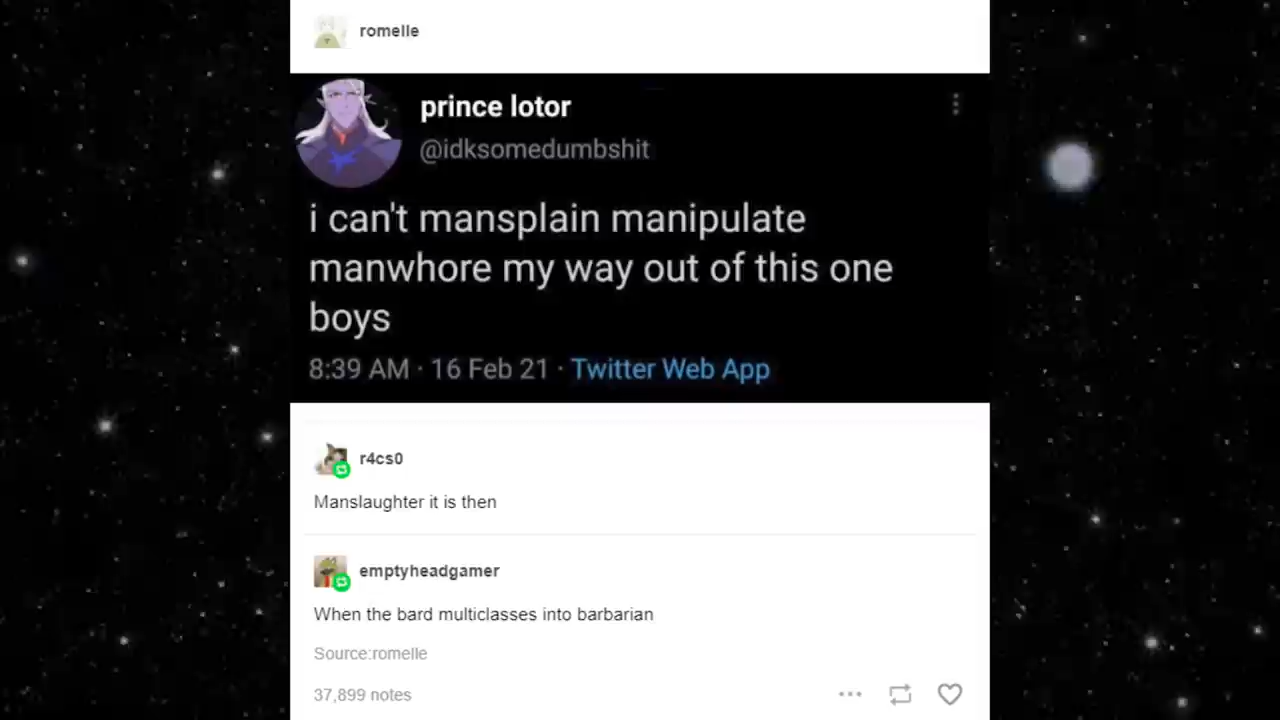 romelle
prince lotor
@idksomedumbshit
i can't mansplain manipulate
manwhore my way out of this one
boys
8:39 AM · 16 Feb 21 · Twitter Web App
r4cs0
Manslaughter it is then
emptyheadgamer
When the bard multiclasses into barbarian
Source:romelle
37,899 notes